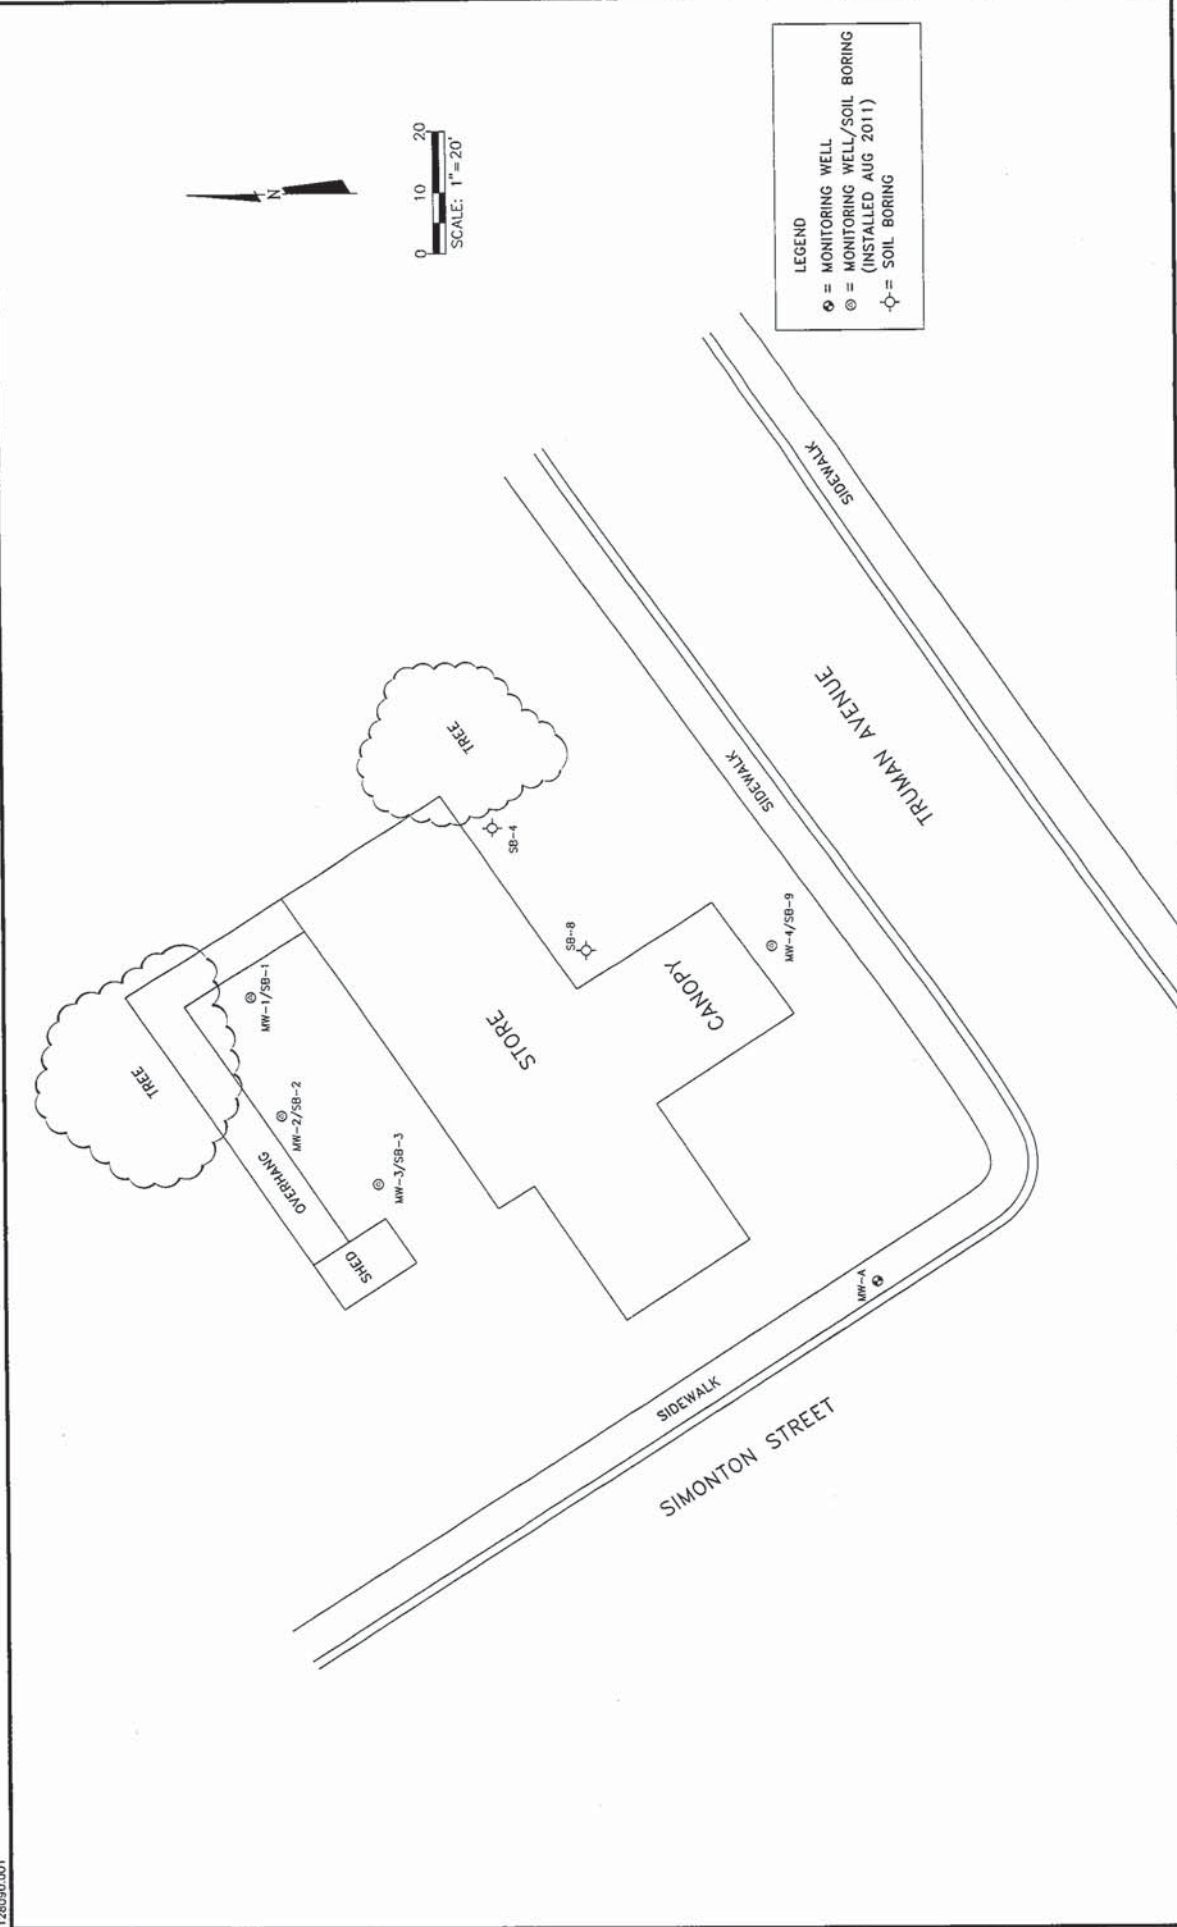 128090.001
TREE
OVERHANG
SHED
MW-1/SB-1
MW-2/SB-2
MW-3/SB-3
STORE
CANOPY
TREE
SB-4
SB-8
MW-4/SB-9
MW-A
SIDEWALK
SIMONTON STREET
SIDEWALK
TRUMAN AVENUE
SIDEWALK
N
0 10 20
SCALE: 1"=20'
LEGEND
= MONITORING WELL
= MONITORING WELL/SOIL BORING
(INSTALLED AUG 2011)
= SOIL BORING